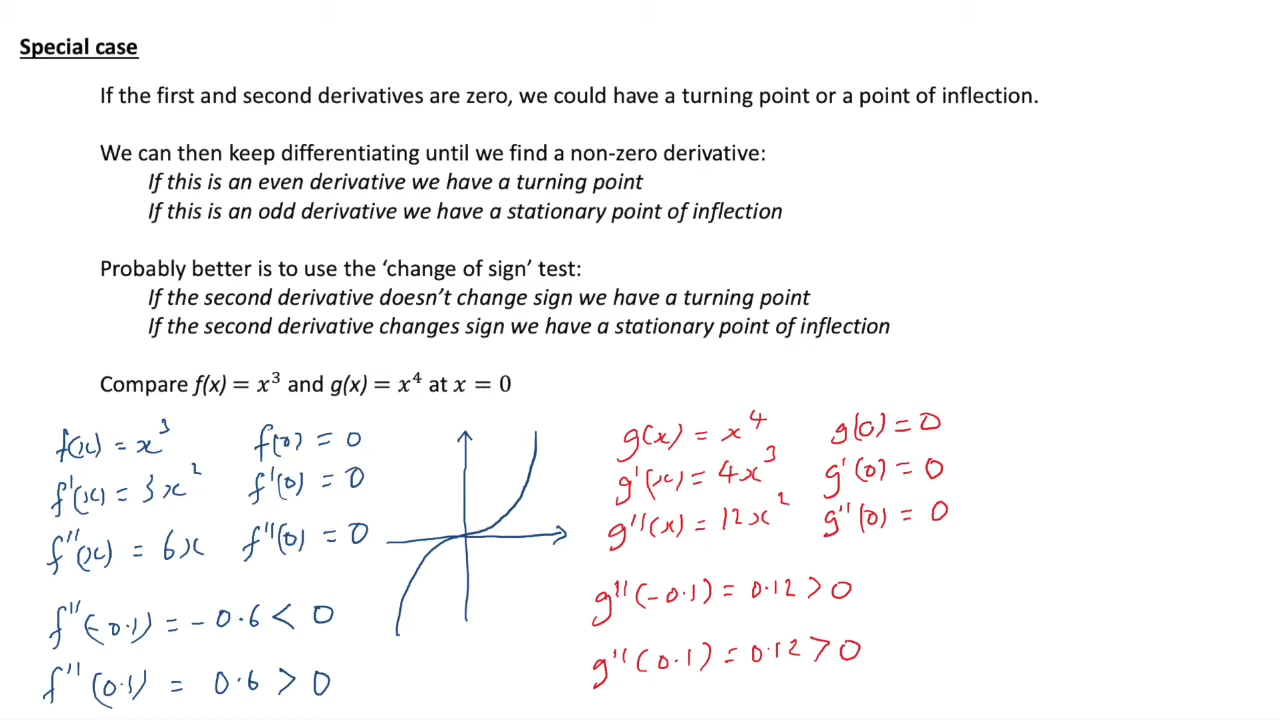 Special case
If the first and second derivatives are zero, we could have a turning point or a point of inflection.
We can then keep differentiating until we find a non-zero derivative:
If this is an even derivative we have a turning point
If this is an odd derivative we have a stationary point of inflection
Probably better is to use the ‘change of sign’ test:
If the second derivative doesn’t change sign we have a turning point
If the second derivative changes sign we have a stationary point of inflection
Compare f(x) = x³ and g(x) = x⁴ at x = 0
f(x) = x³ f(0) = 0
f'(x) = 3x² f'(0) = 0
f''(x) = 6x f''(0) = 0
f''(-0.1) = -0.6 < 0
f''(0.1) = 0.6 > 0
g(x) = x⁴ g(0) = 0
g'(x) = 4x³ g'(0) = 0
g''(x) = 12x² g''(0) = 0
g''(-0.1) = 0.12 > 0
g''(0.1) = 0.12 > 0